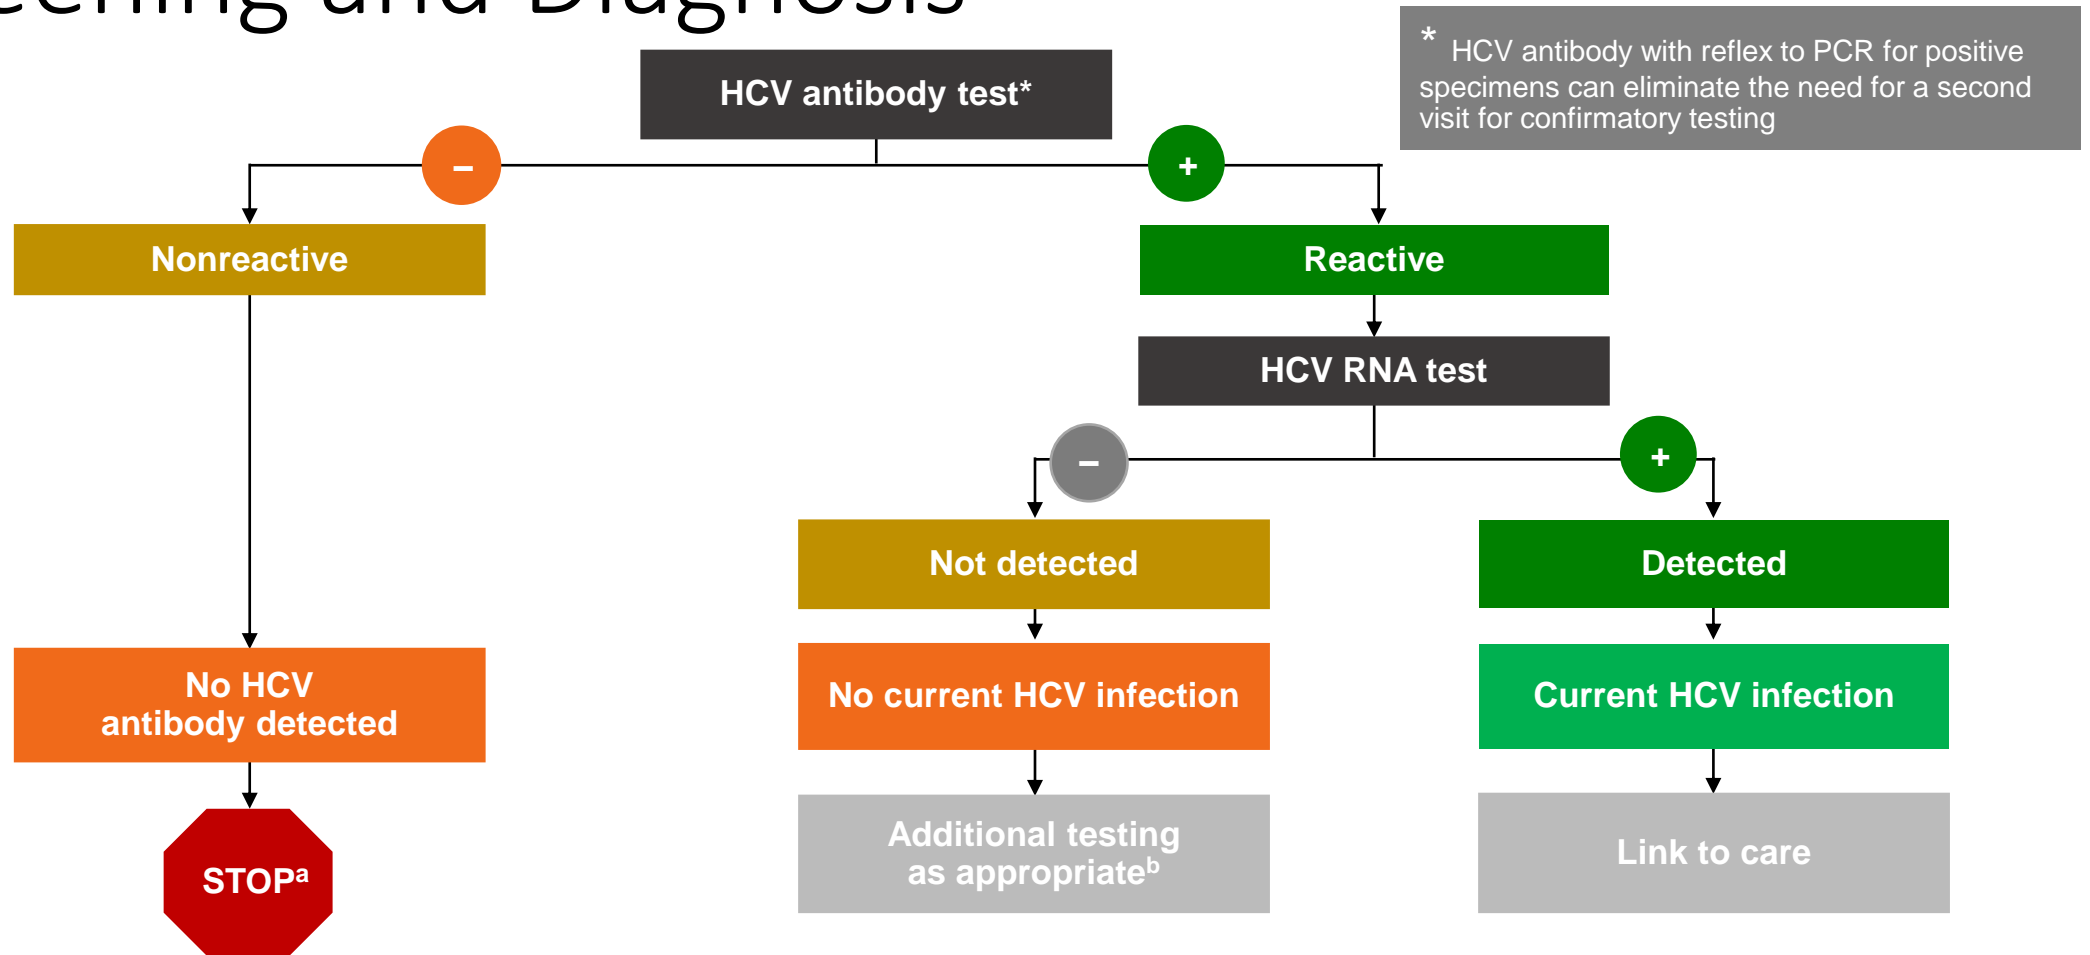 and Diagnosis
* HCV antibody with reflex to PCR for positive
specimens can eliminate the need for a second
visit for confirmatory testing
HCV antibody test*
–
+
Nonreactive
Reactive
HCV RNA test
–
+
Not detected
Detected
No HCV
antibody detected
No current HCV infection
Current HCV infection
STOPa
Additional testing
as appropriateb
Link to care